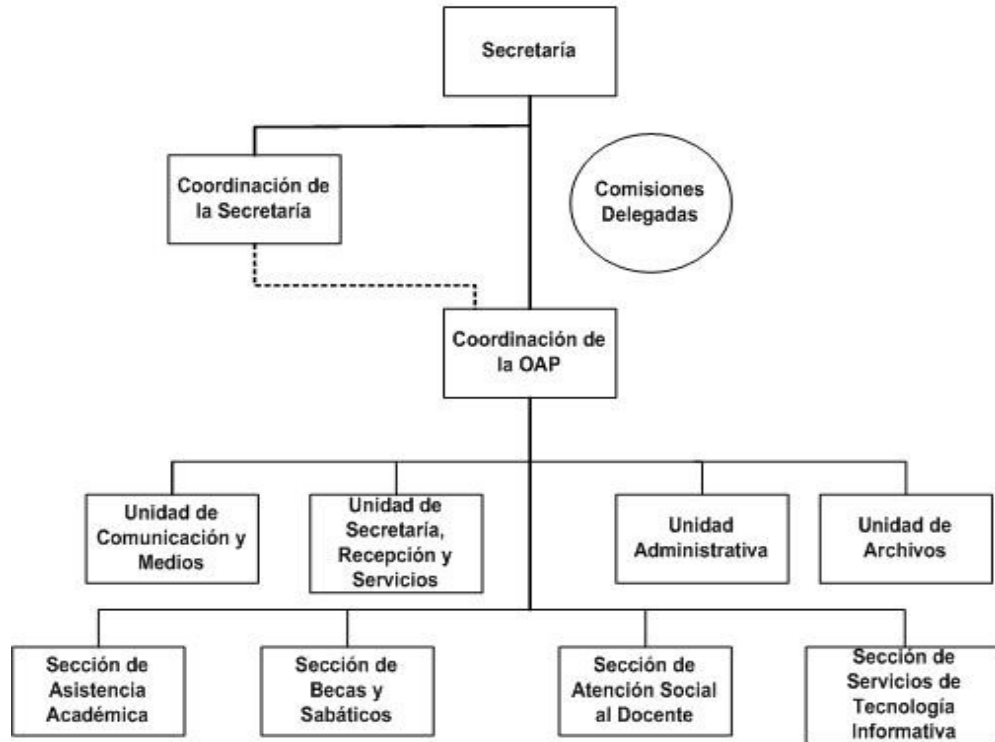 Secretaría
Coordinación de
la Secretaría
Comisiones
Delegadas
Coordinación de
la OAP
Unidad de
Comunicación y
Medios
Unidad de
Secretaría,
Recepción y
Servicios
Unidad
Administrativa
Unidad de
Archivos
Sección de
Asistencia
Académica
Sección de
Becas y
Sabáticos
Sección de
Atención Social
al Docente
Sección de
Servicios de
Tecnología
Informativa